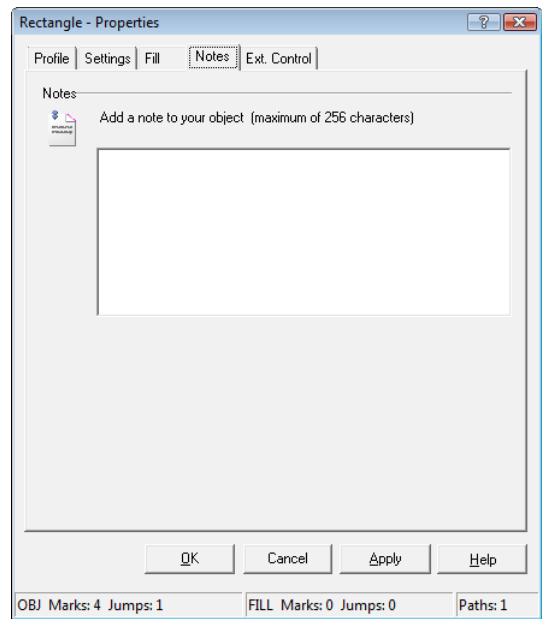 Rectangle - Properties
Profile Settings Fill Notes Ext. Control
Notes
Add a note to your object (maximum of 256 characters)
OK Cancel Apply Help
OBJ Marks: 4 Jumps: 1 FILL Marks: 0 Jumps: 0 Paths: 1